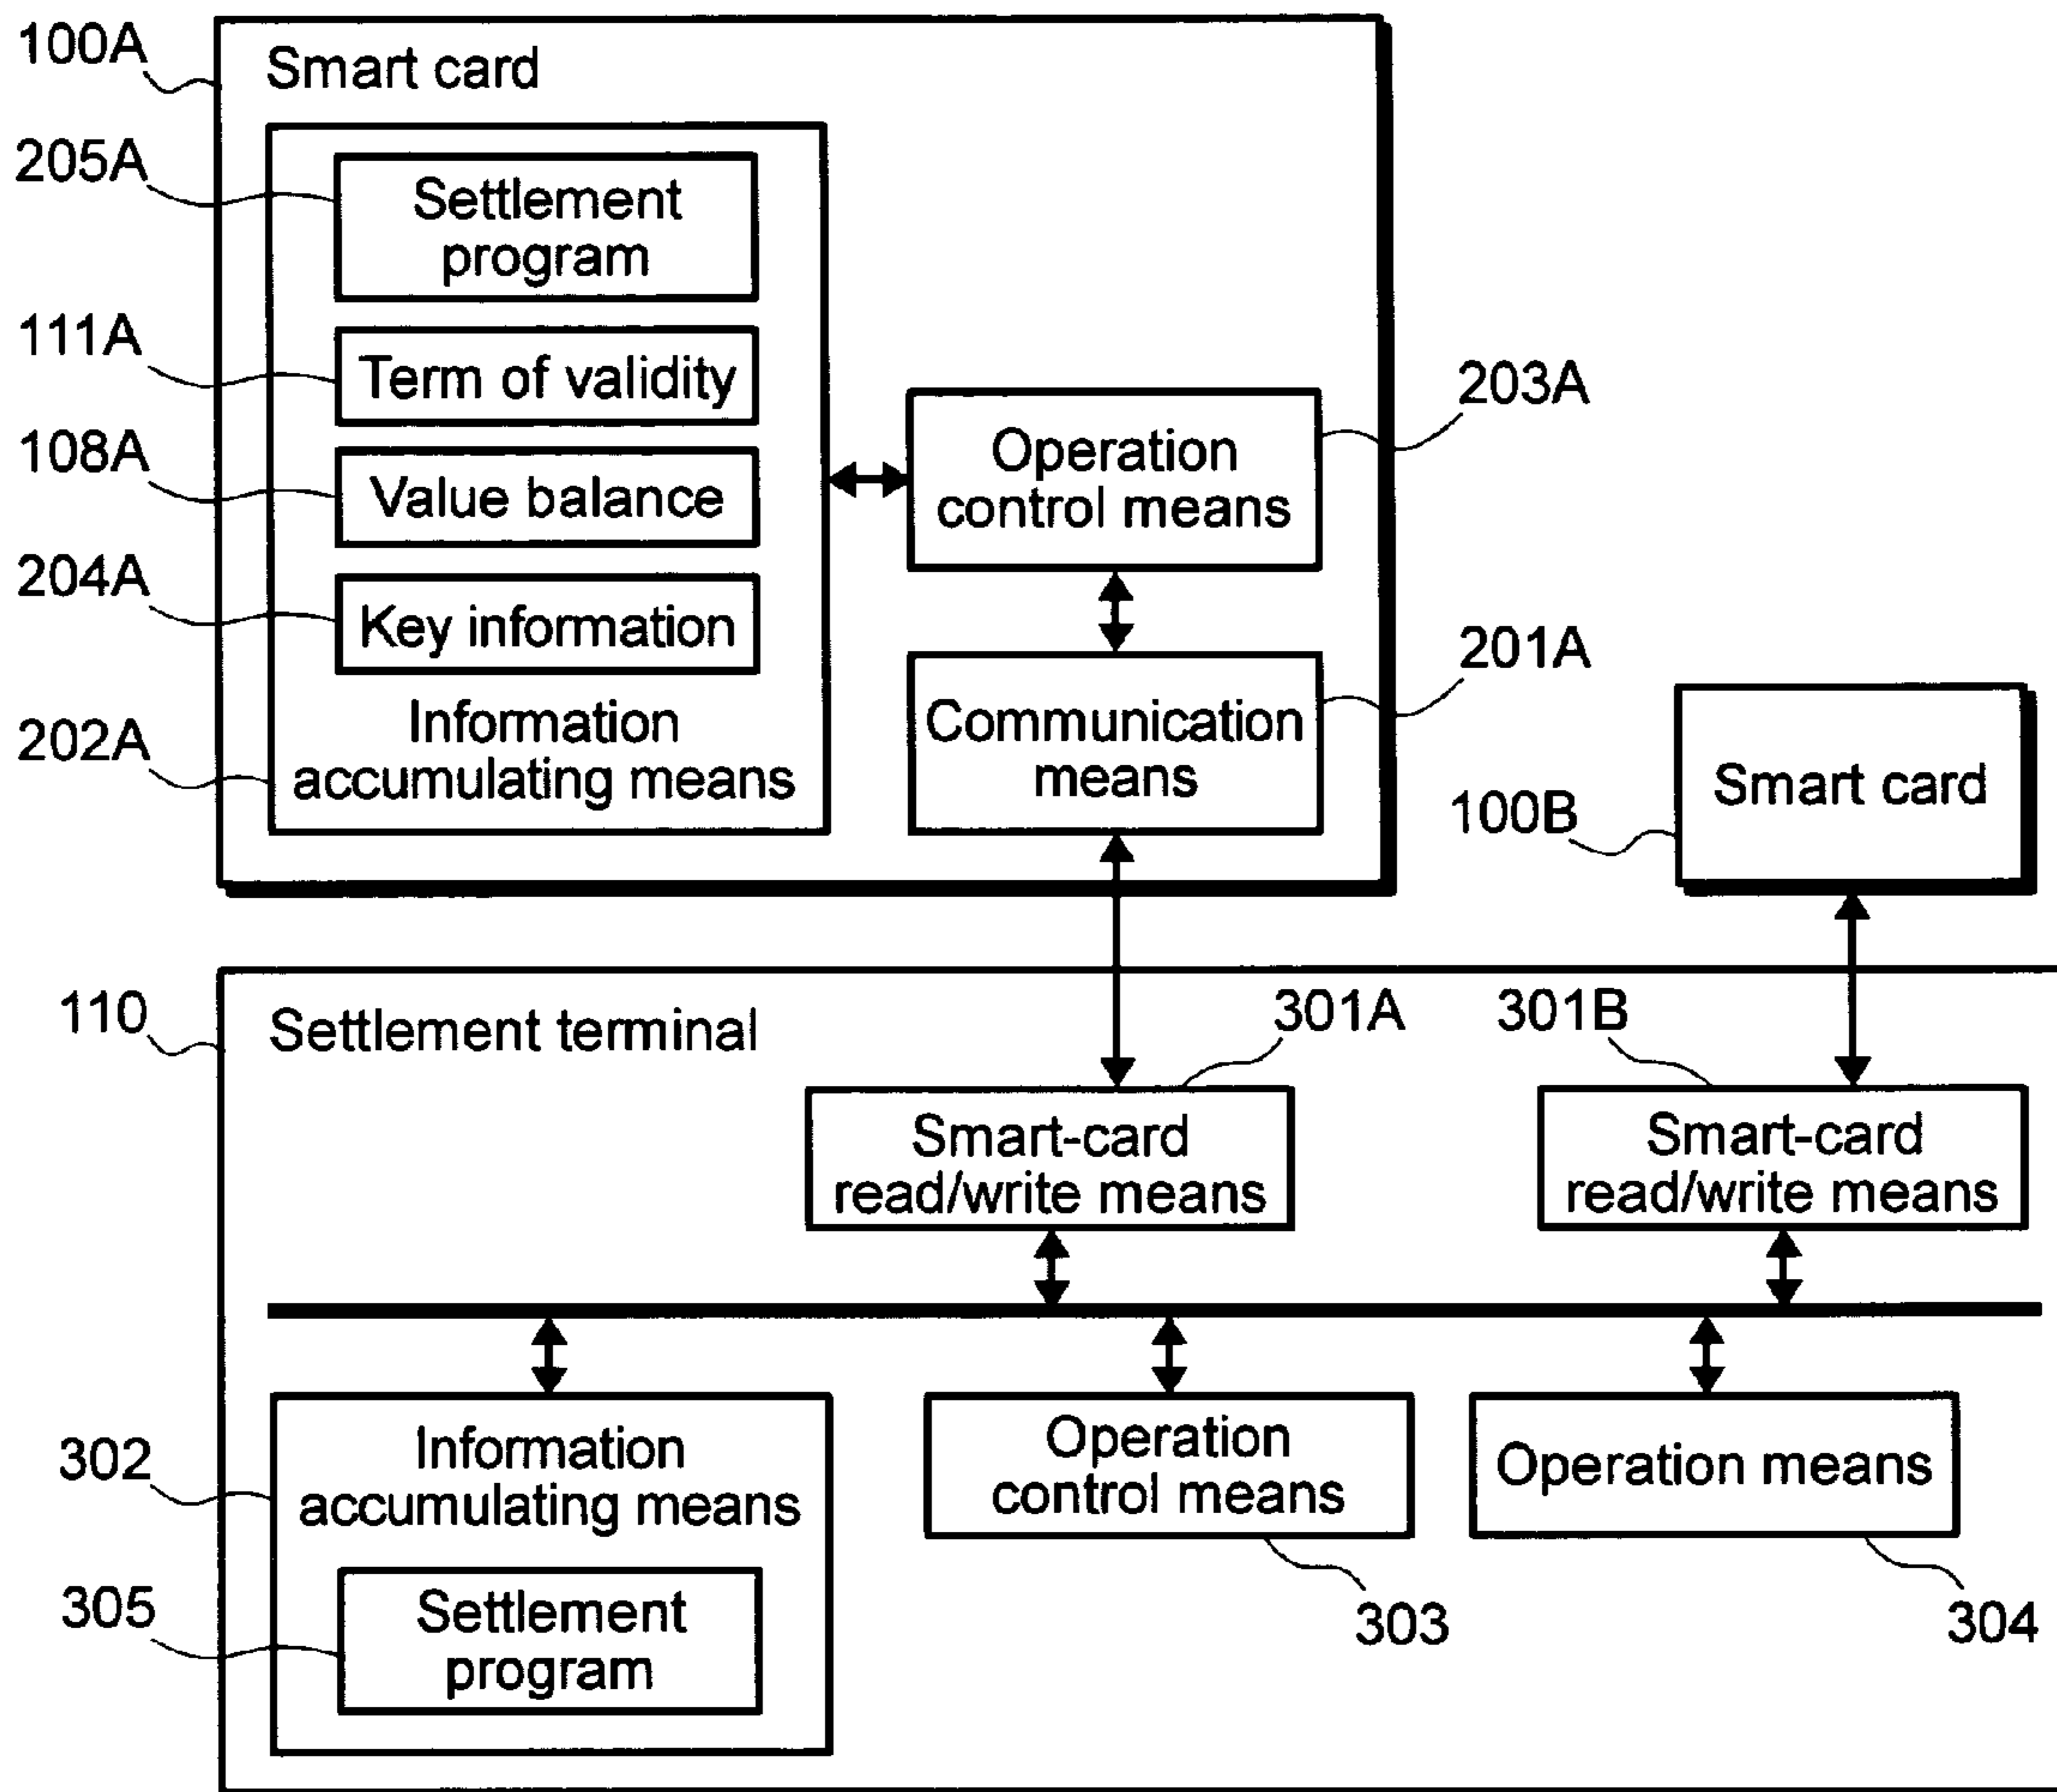 100A
Smart card
205A
Settlement
program
111A
Term of validity
203A
108A
Value balance
Operation
control means
204A
Key information
201A
202A
Information
accumulating means
Communication
means
100B
Smart card
110
Settlement terminal
301A
301B
Smart-card
read/write means
Smart-card
read/write means
302
Information
accumulating means
Operation
control means
Operation means
305
Settlement
program
303
304